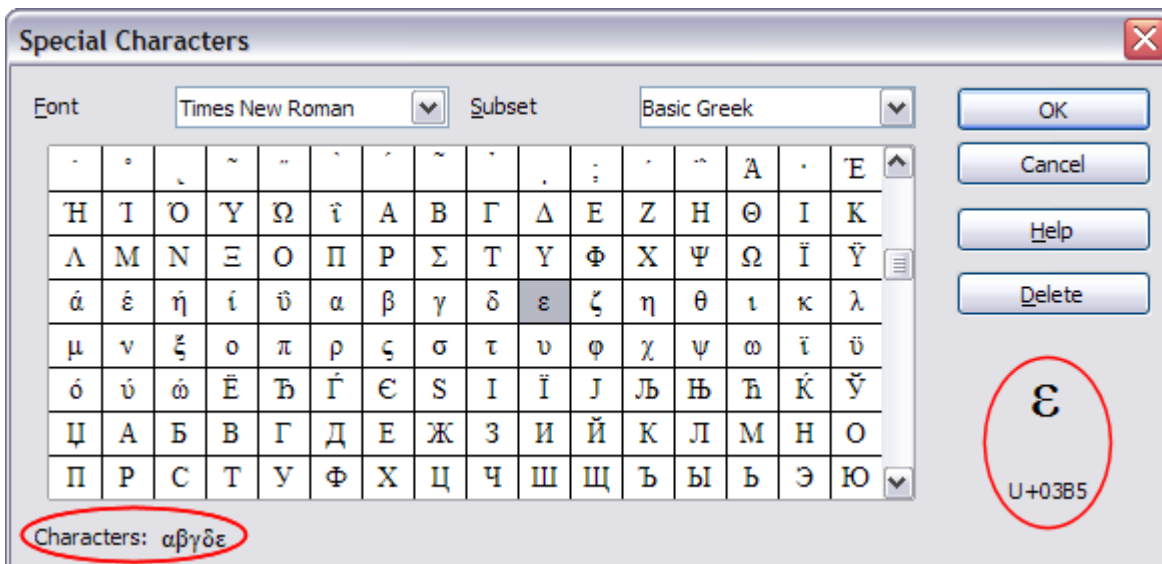 Special Characters
Font Times New Roman Subset Basic Greek
΄ ΅ Ά · Έ
Ή Ί Ό Ύ Ώ ΐ Α Β Γ Δ Ε Ζ Η Θ Ι Κ
Λ Μ Ν Ξ Ο Π Ρ Σ Τ Υ Φ Χ Ψ Ω Ϊ Ϋ
ά έ ή ί ΰ α β γ δ ε ζ η θ ι κ λ
μ ν ξ ο π ρ ς σ τ υ φ χ ψ ω ϊ ϋ
ό ύ ώ Ё Ђ Ѓ Є Ѕ І Ї Ј Љ Њ Ћ Ќ Ў
Џ А Б В Г Д Е Ж З И Й К Л М Н О
П Р С Т У Ф Х Ц Ч Ш Щ Ъ Ы Ь Э Ю
Characters: αβγδε
OK
Cancel
Help
Delete
ε
U+03B5